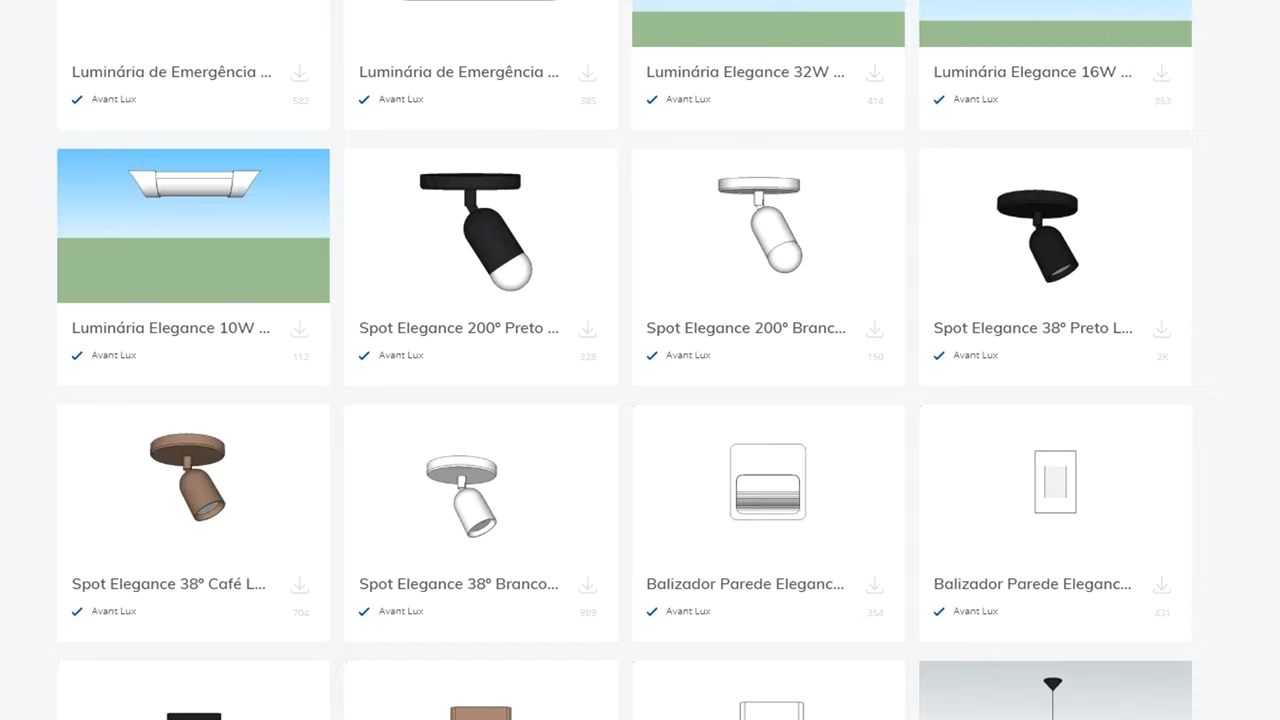 Luminária de Emergência ...
Avant Lux
582
Luminária de Emergência ...
Avant Lux
385
Luminária Elegance 32W ...
Avant Lux
414
Luminária Elegance 16W ...
Avant Lux
353
Luminária Elegance 10W ...
Avant Lux
112
Spot Elegance 200º Preto ...
Avant Lux
228
Spot Elegance 200º Branc...
Avant Lux
150
Spot Elegance 38º Preto L...
Avant Lux
2K
Spot Elegance 38º Café L...
Avant Lux
704
Spot Elegance 38º Branco...
Avant Lux
989
Balizador Parede Eleganc...
Avant Lux
354
Balizador Parede Eleganc...
Avant Lux
431